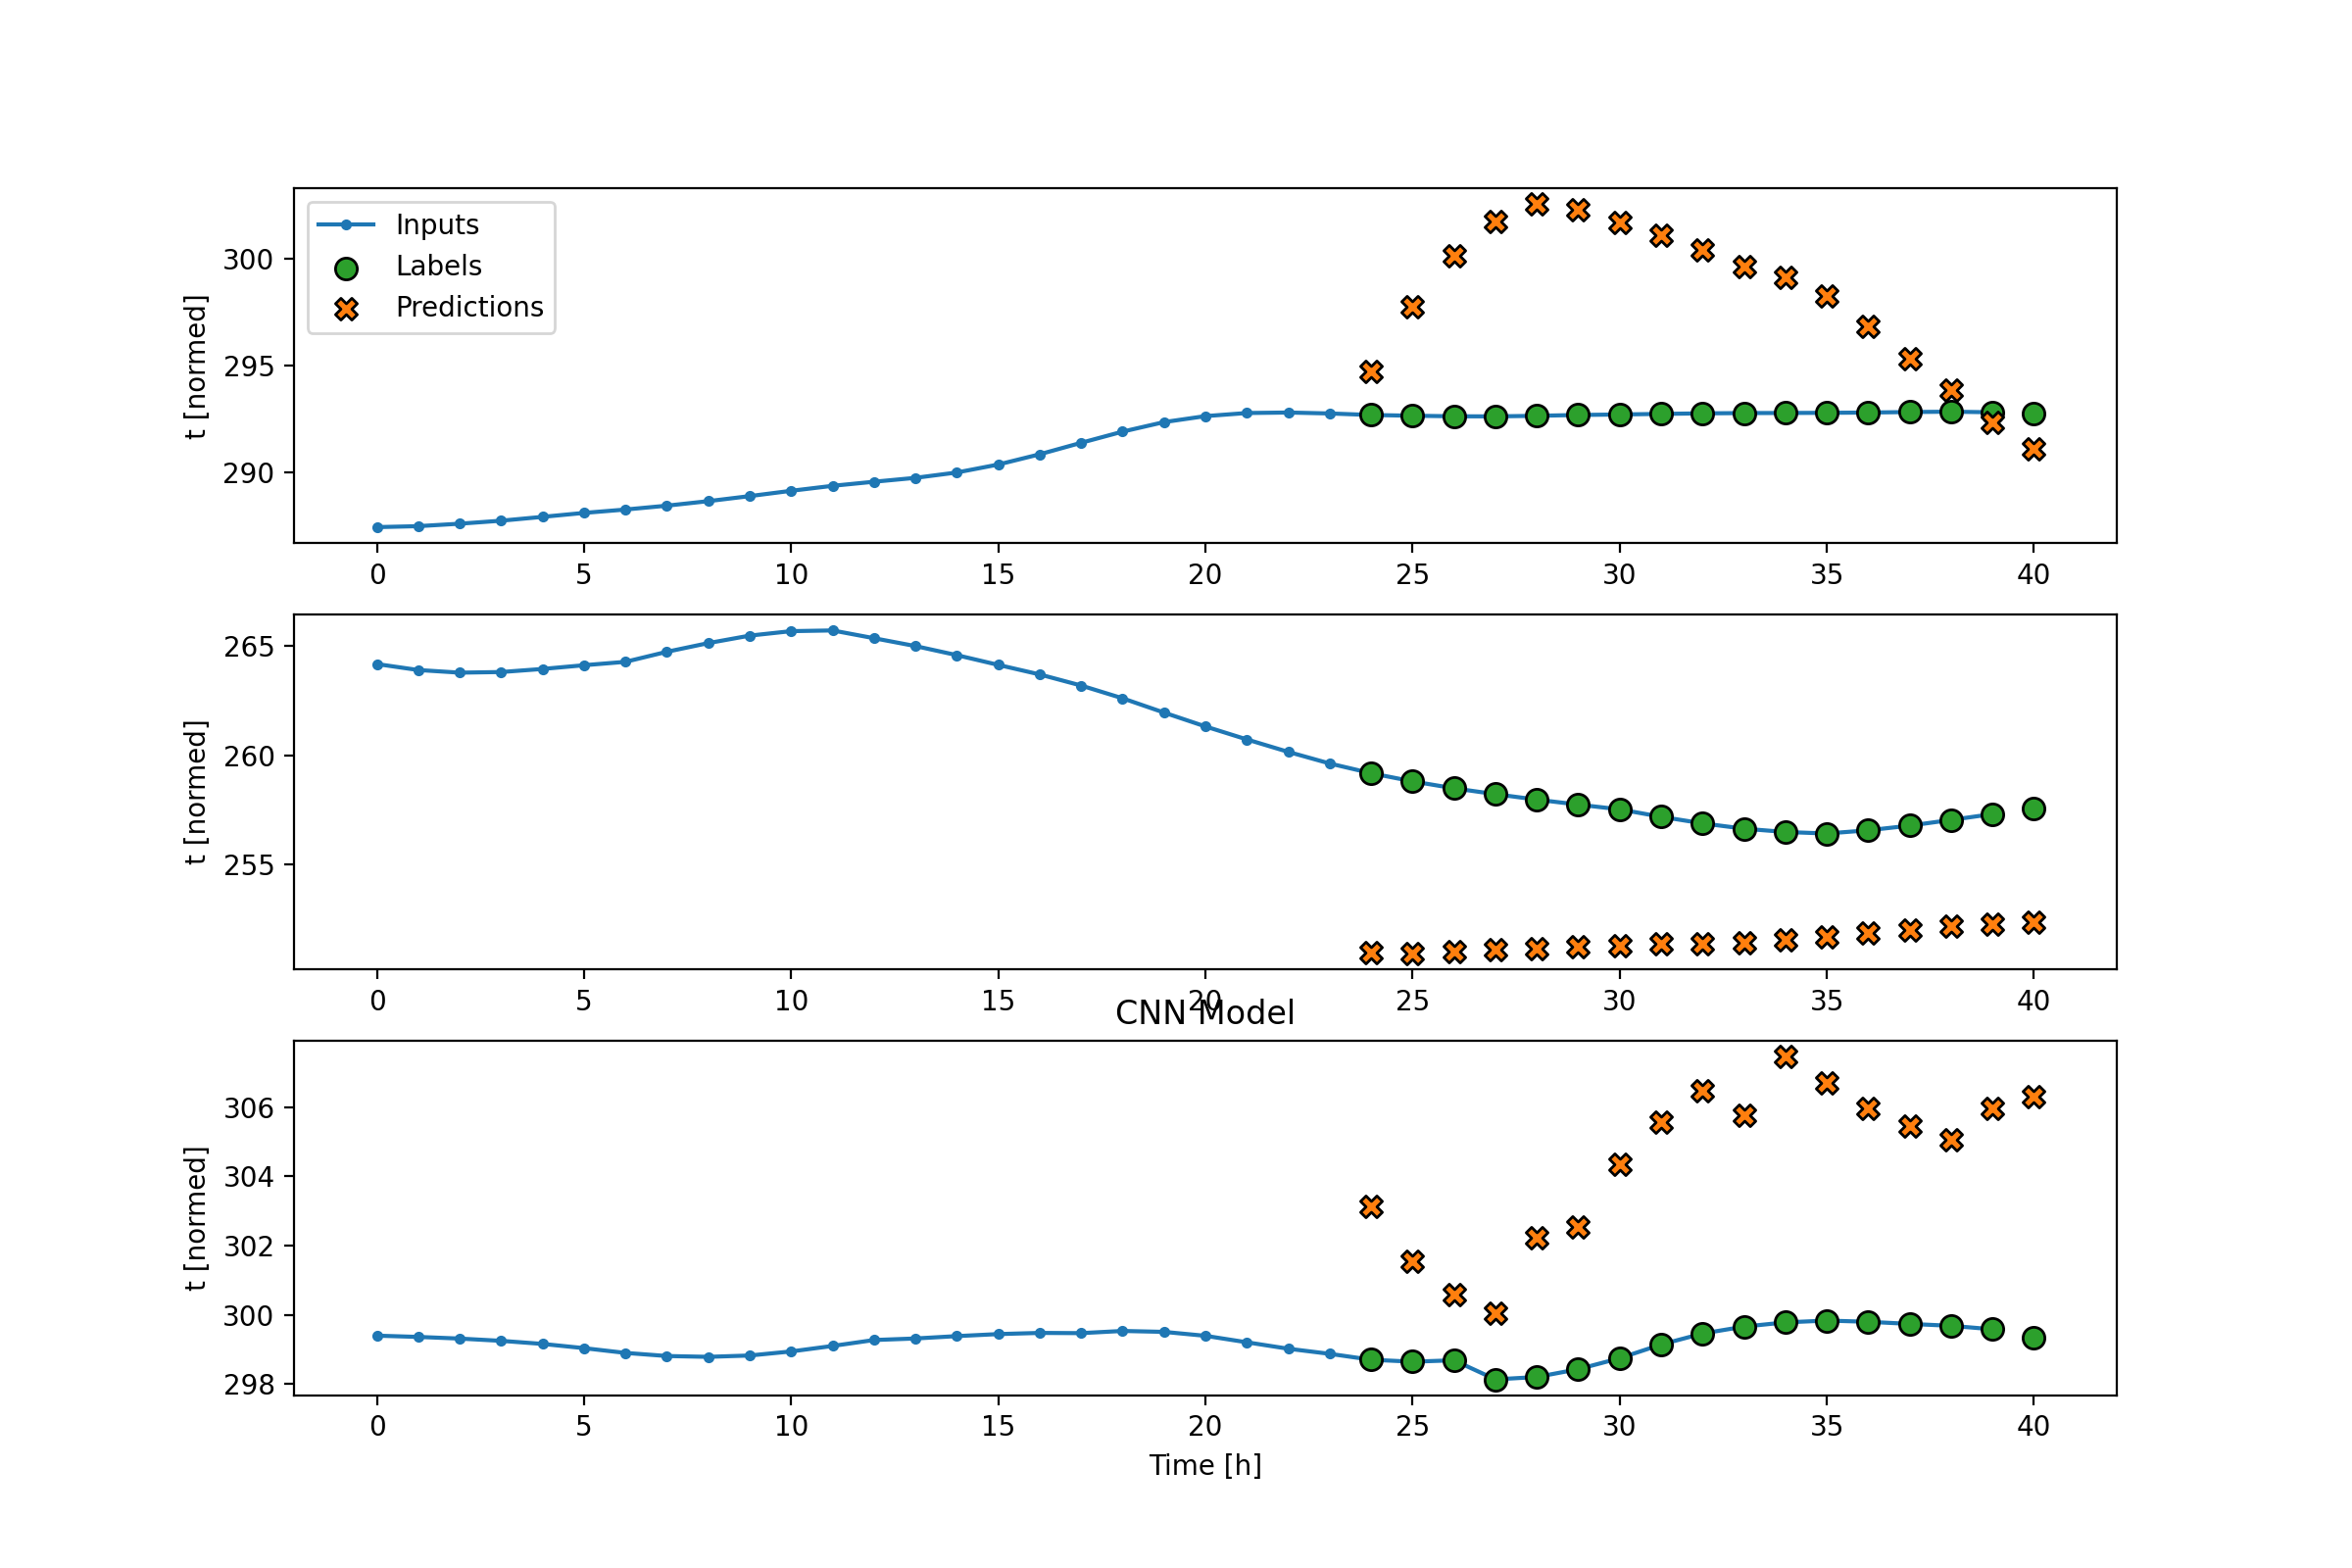 Inputs
Labels
Predictions
t [normed]
300
295
290
0 5 10 15 20 25 30 35 40
t [normed]
265
260
255
0 5 10 15 20 25 30 35 40
CNN Model
t [normed]
306
304
302
300
298
0 5 10 15 20 25 30 35 40
Time [h]